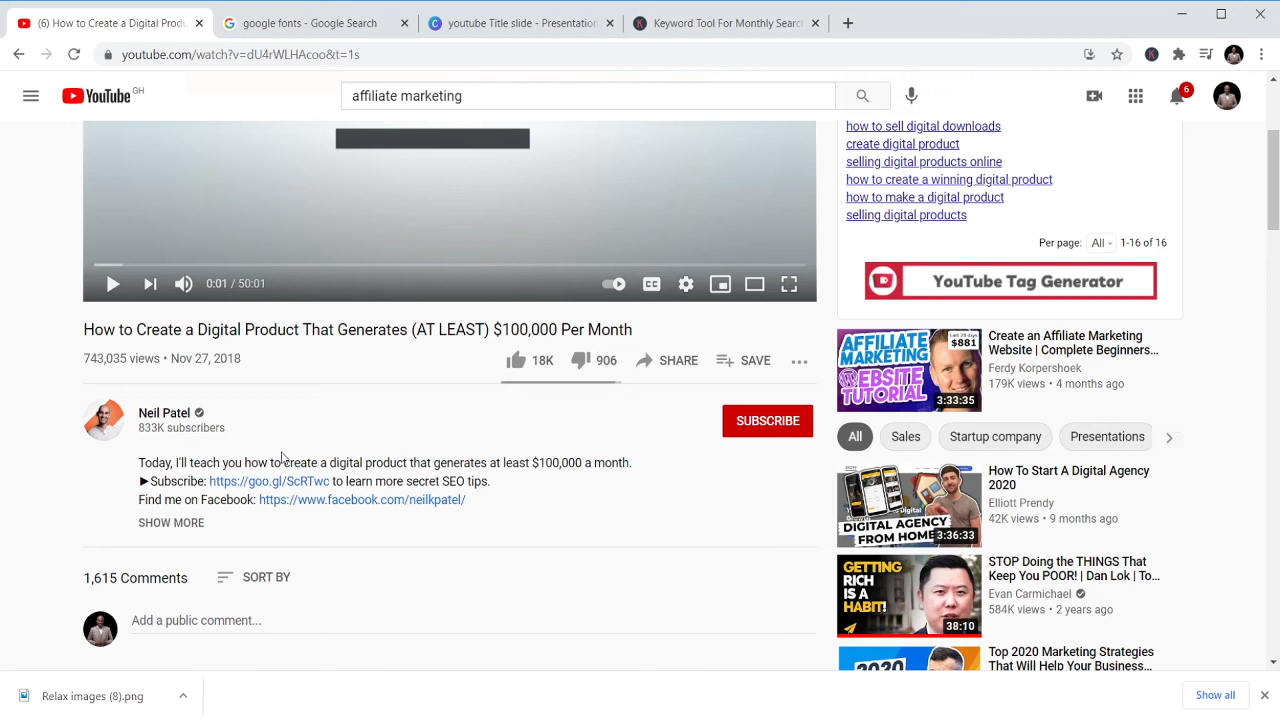 (6) How to Create a Digital Produ
google fonts - Google Search
youtube Title slide - Presentation
Keyword Tool For Monthly Search
youtube.com/watch?v=dU4rWLHAcoo&t=1s
YouTube GH
affiliate marketing
6
how to sell digital downloads
create digital product
selling digital products online
how to create a winning digital product
how to make a digital product
selling digital products
Per page: All 1-16 of 16
YouTube Tag Generator
0:01 / 50:01
How to Create a Digital Product That Generates (AT LEAST) $100,000 Per Month
743,035 views • Nov 27, 2018
18K
906
SHARE
SAVE
Neil Patel
833K subscribers
SUBSCRIBE
Today, I'll teach you how to create a digital product that generates at least $100,000 a month.
►Subscribe: https://goo.gl/ScRTwc to learn more secret SEO tips.
Find me on Facebook: https://www.facebook.com/neilkpatel/
SHOW MORE
1,615 Comments
SORT BY
Add a public comment...
AFFILIATE
MARKETING
WEBSITE
TUTORIAL
Last 28 days
$881
3:33:35
Create an Affiliate Marketing
Website | Complete Beginners...
Ferdy Korpershoek
179K views • 4 months ago
All
Sales
Startup company
Presentations
DIGITAL AGENCY
FROM HOME
3:36:33
How To Start A Digital Agency
2020
Elliott Prendy
42K views • 9 months ago
GETTING
RICH
IS A
HABIT!
38:10
STOP Doing the THINGS That
Keep You POOR! | Dan Lok | To...
Evan Carmichael
584K views • 2 years ago
2020
Top 2020 Marketing Strategies
That Will Help Your Business...
Relax images (8).png
Show all